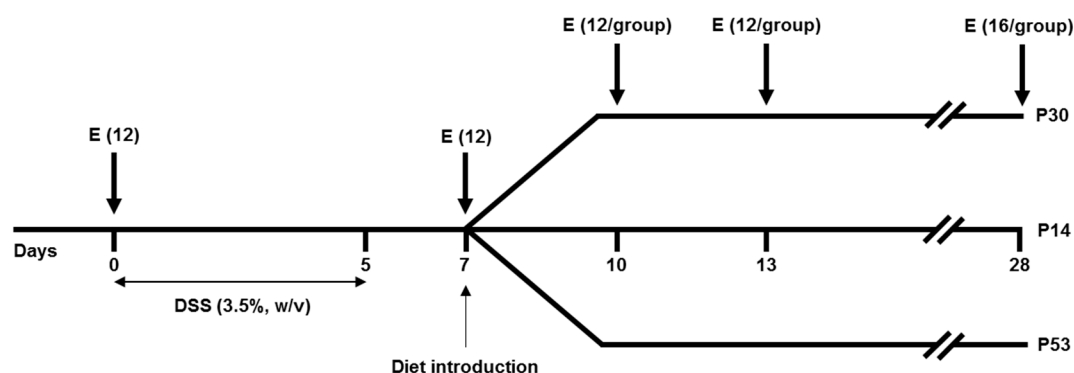 E (12/group)
E (12/group)
E (16/group)
P30
E (12)
E (12)
Days
P14
0
5
7
10
13
28
DSS (3.5%, w/v)
P53
Diet introduction